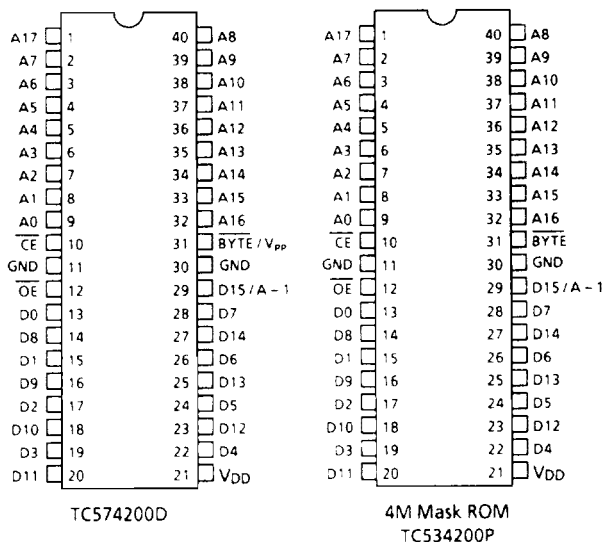 A17 1 40 A8
A7 2 39 A9
A6 3 38 A10
A5 4 37 A11
A4 5 36 A12
A3 6 35 A13
A2 7 34 A14
A1 8 33 A15
A0 9 32 A16
CE 10 31 BYTE/Vpp
GND 11 30 GND
OE 12 29 D15/A-1
D0 13 28 D7
D8 14 27 D14
D1 15 26 D6
D9 16 25 D13
D2 17 24 D5
D10 18 23 D12
D3 19 22 D4
D11 20 21 VDD
TC574200D
A17 1 40 A8
A7 2 39 A9
A6 3 38 A10
A5 4 37 A11
A4 5 36 A12
A3 6 35 A13
A2 7 34 A14
A1 8 33 A15
A0 9 32 A16
CE 10 31 BYTE
GND 11 30 GND
OE 12 29 D15/A-1
D0 13 28 D7
D8 14 27 D14
D1 15 26 D6
D9 16 25 D13
D2 17 24 D5
D10 18 23 D12
D3 19 22 D4
D11 20 21 VDD
4M Mask ROM
TC534200P